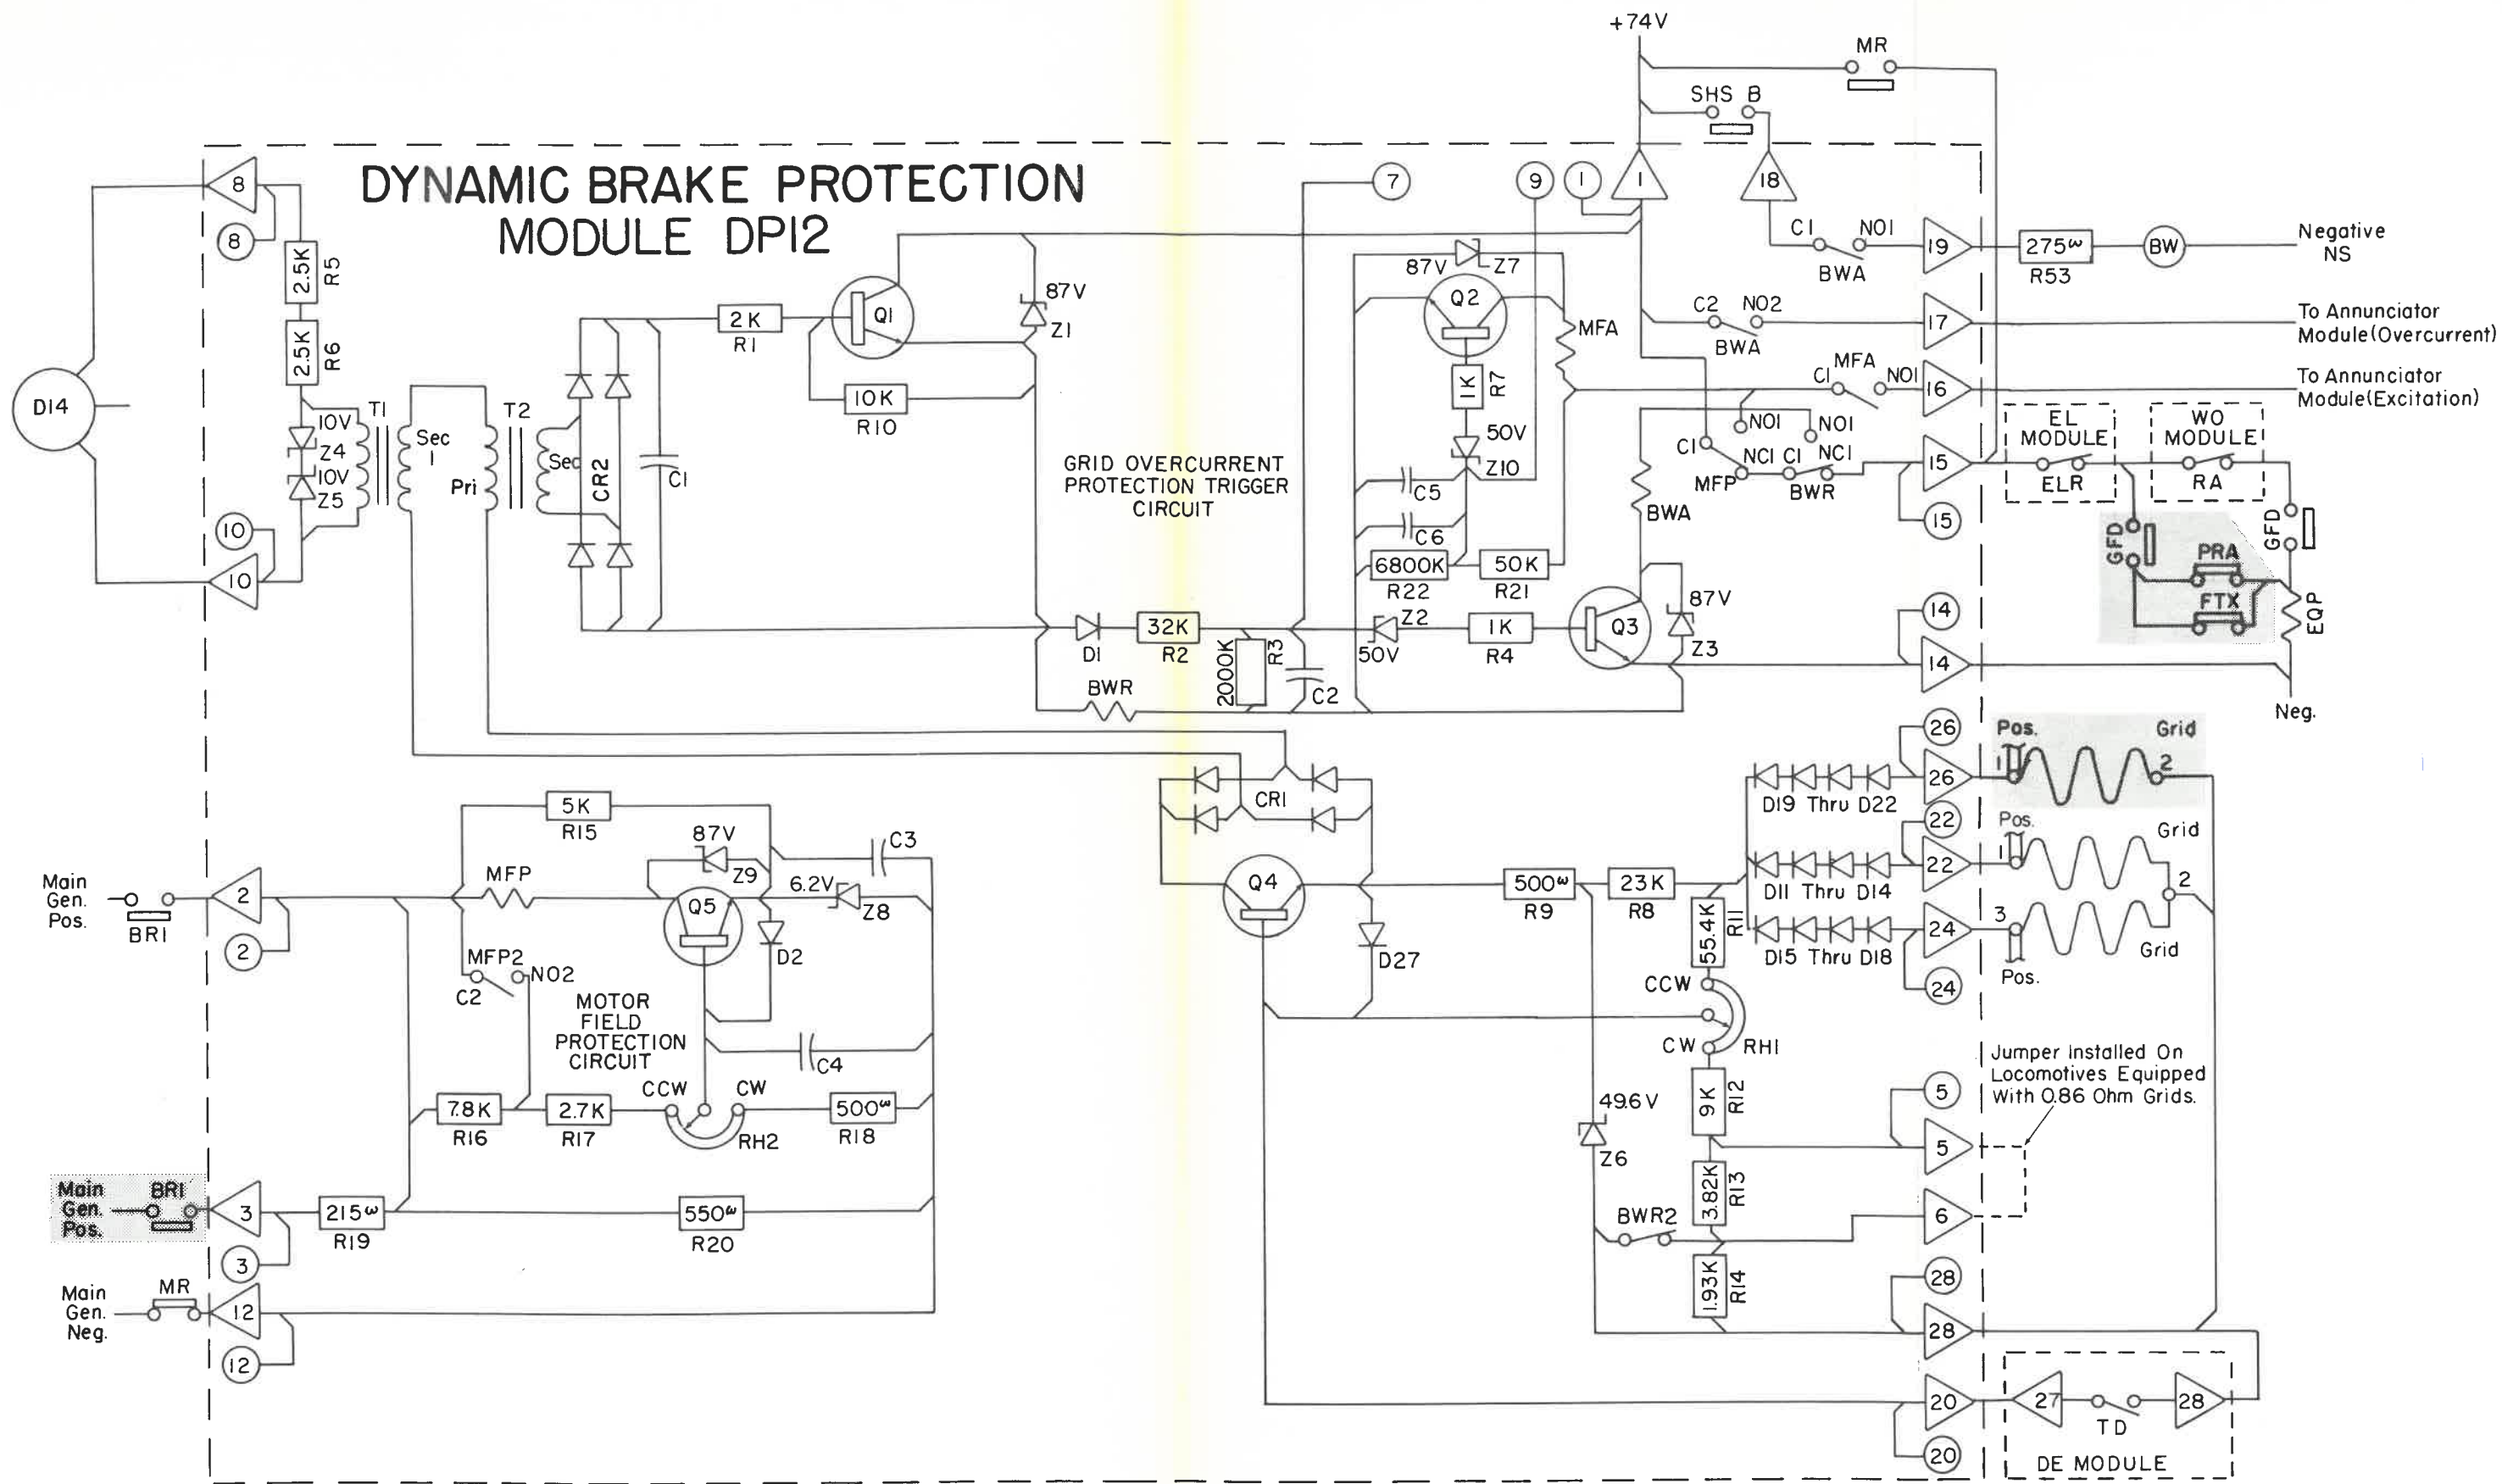 +74V
MR
SHS B
DYNAMIC BRAKE PROTECTION
MODULE DP12
8
8
7
9
1
1
18
C1 NO1
BWA
19
275ω
R53
BW
Negative
NS
2.5K
R5
2.5K
R6
D14
10V
Z4
10V
Z5
T1
Sec
1
Pri
T2
Sec
CR2
C1
2K
R1
Q1
87V
Z1
10K
R10
87V
Z7
Q2
MFA
1K
R7
50V
Z10
C2 NO2
BWA
17
To Annunciator
Module(Overcurrent)
MFA
C1 NO1
16
To Annunciator
Module(Excitation)
NO1
NO1
C1
NC1 C1 NC1
MFP
BWR
15
15
EL
MODULE
ELR
WO
MODULE
RA
GFD
GFD
PRA
FTX
EQP
GRID OVERCURRENT
PROTECTION TRIGGER
CIRCUIT
C5
C6
BWA
6800K
R22
50K
R21
10
10
D1
32K
R2
2000K
R3
C2
50V
Z2
1K
R4
Q3
87V
Z3
14
14
Neg.
BWR
26
26
Pos.
1
Grid
2
CR1
D19 Thru D22
22
22
Pos.
1
Grid
D11 Thru D14
2
24
24
3
Pos.
Grid
D15 Thru D18
5K
R15
87V
Z9
C3
Main
Gen.
Pos.
BR1
2
2
MFP
Q5
6.2V
Z8
D2
MFP2
C2
NO2
MOTOR
FIELD
PROTECTION
CIRCUIT
C4
CCW
CW
7.8K
R16
2.7K
R17
RH2
500ω
R18
Q4
500ω
R9
23K
R8
D27
55.4K
R11
CCW
CW
RH1
9K
R12
Jumper Installed On
Locomotives Equipped
With 0.86 Ohm Grids.
5
5
49.6V
Z6
3.82K
R13
6
BWR2
1.93K
R14
Main
Gen.
Pos.
BR1
3
3
215ω
R19
550ω
R20
Main
Gen.
Neg.
MR
12
12
28
28
20
20
27
TD
28
DE MODULE